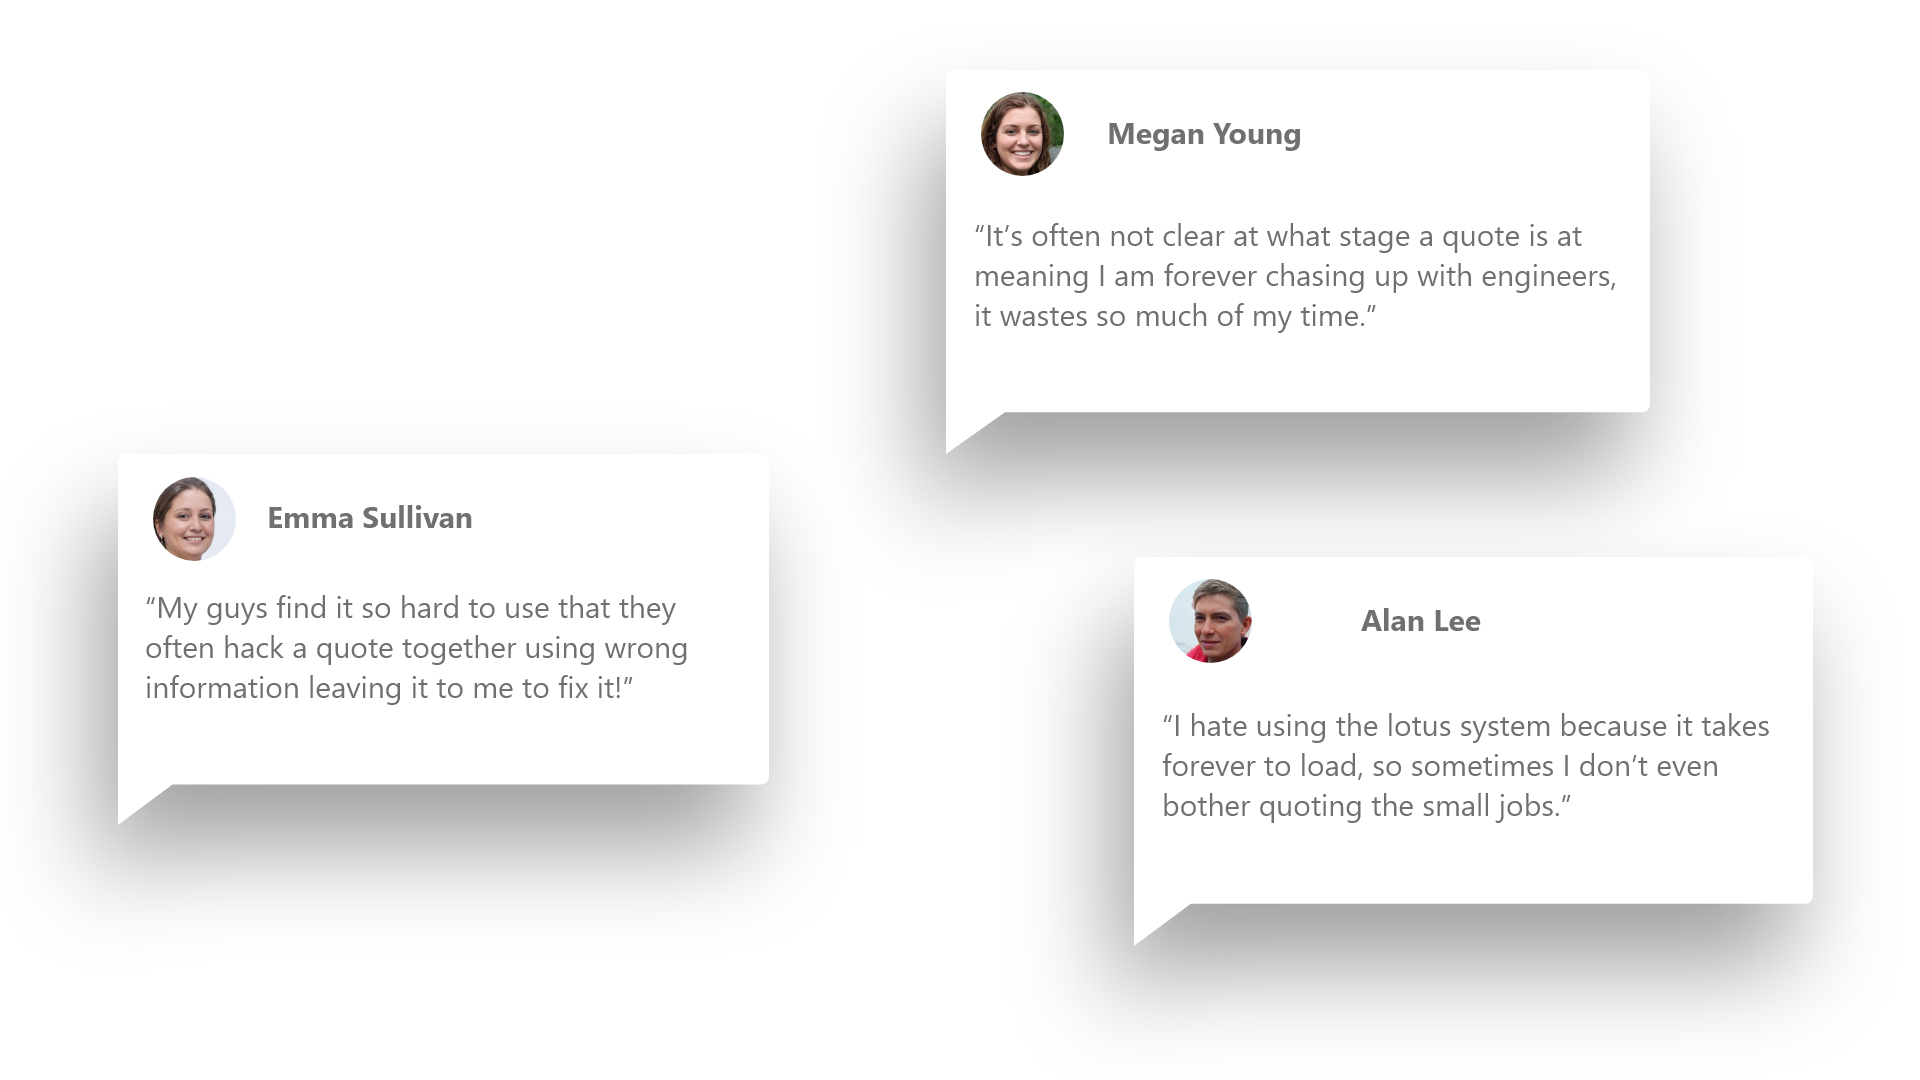 Megan Young
“It’s often not clear at what stage a quote is at
meaning I am forever chasing up with engineers,
it wastes so much of my time.”
Emma Sullivan
“My guys find it so hard to use that they
often hack a quote together using wrong
information leaving it to me to fix it!”
Alan Lee
“I hate using the lotus system because it takes
forever to load, so sometimes I don’t even
bother quoting the small jobs.”